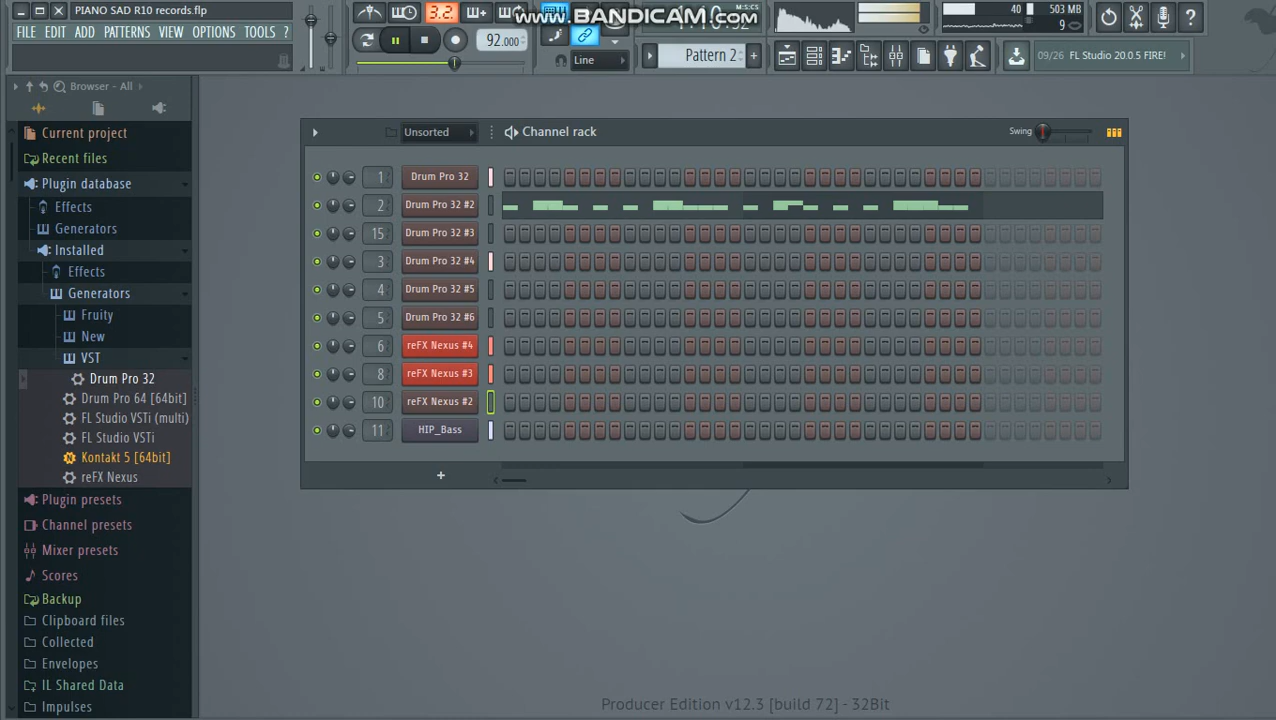 PIANO SAD R10 records.flp
FILE EDIT ADD PATTERNS VIEW OPTIONS TOOLS ?
3.2
92.000
Line
www.BANDICAM.com
M:S:CS
Pattern 2
40
503 MB
9
09/26 FL Studio 20.0.5 FIRE!
Browser - All
Current project
Recent files
Plugin database
Effects
Generators
Installed
Effects
Generators
Fruity
New
VST
Drum Pro 32
Drum Pro 64 [64bit]
FL Studio VSTi (multi)
FL Studio VSTi
Kontakt 5 [64bit]
reFX Nexus
Plugin presets
Channel presets
Mixer presets
Scores
Backup
Clipboard files
Collected
Envelopes
IL Shared Data
Impulses
Unsorted
Channel rack
Swing
1 Drum Pro 32
2 Drum Pro 32 #2
15 Drum Pro 32 #3
3 Drum Pro 32 #4
4 Drum Pro 32 #5
5 Drum Pro 32 #6
6 reFX Nexus #4
8 reFX Nexus #3
10 reFX Nexus #2
11 HIP_Bass
+
Producer Edition v12.3 [build 72] - 32Bit